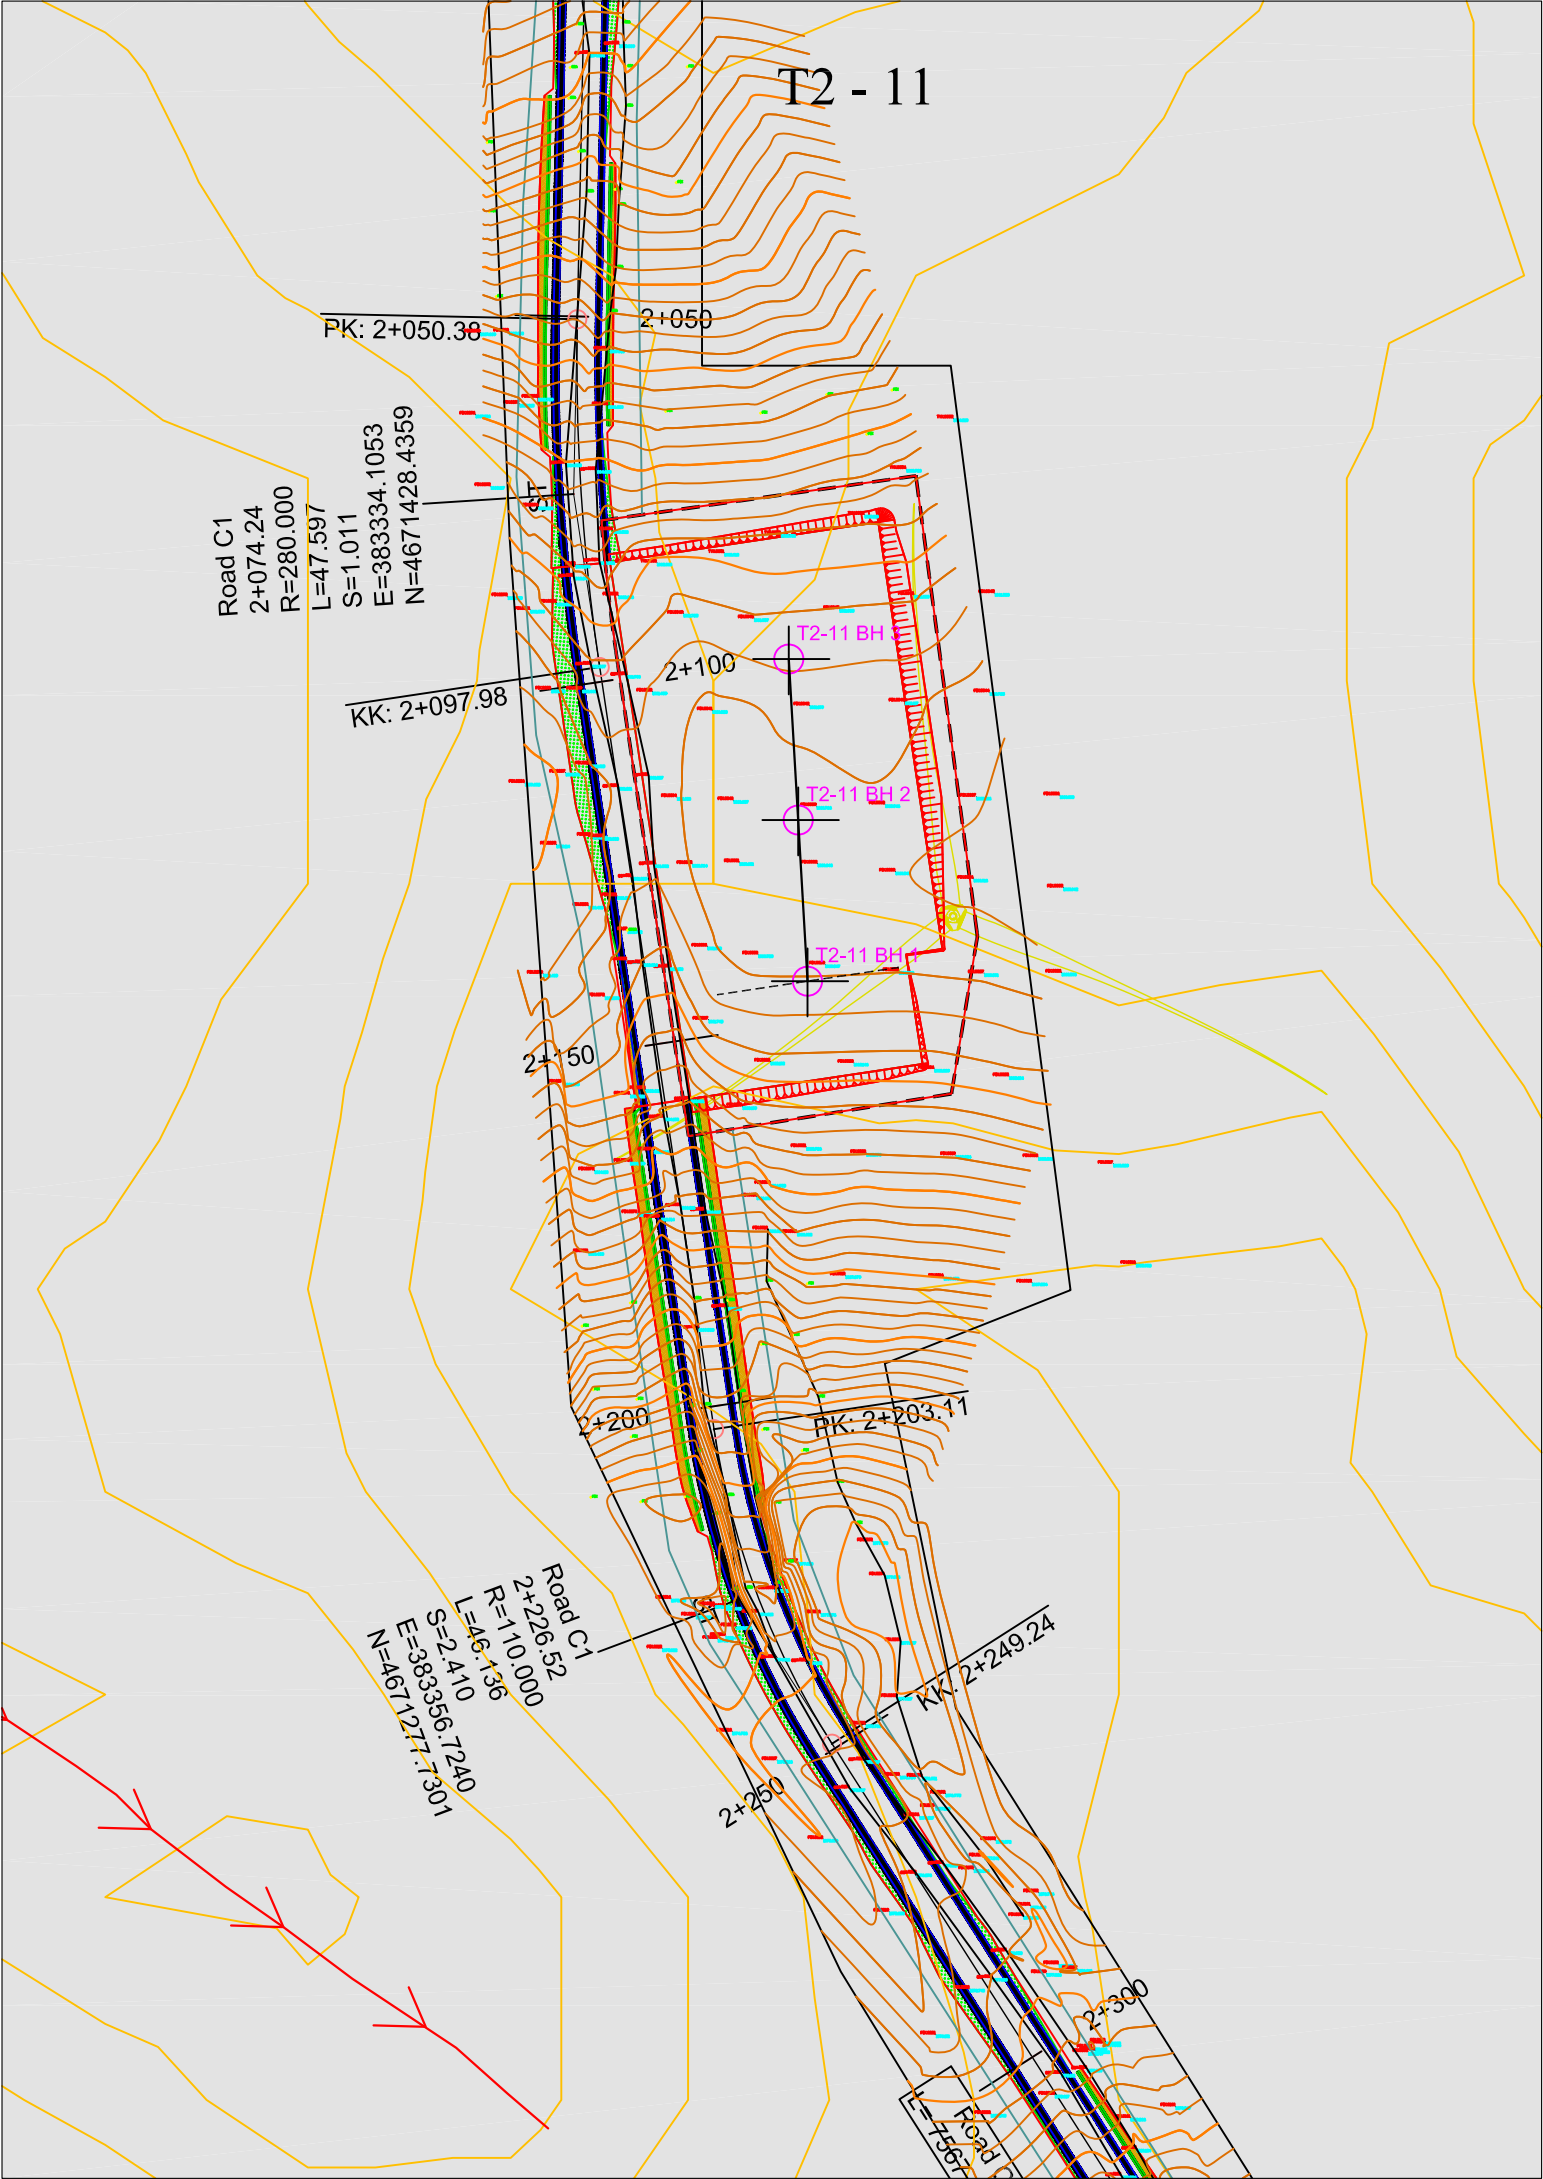 T2 - 11
PK: 2+050.38
2+050
Road C1
2+074.24
R=280.000
L=47.597
S=1.011
E=383334.1053
N=4671428.4359
TS
T2-11 BH 3
2+100
KK: 2+097.98
T2-11 BH 2
T2-11 BH 1
2+150
2+200
PK: 2+203.11
Road C1
2+226.52
R=110.000
L=46.136
S=2.410
E=383356.7240
N=4671277.7301
KK: 2+249.24
2+250
2+300
Road
L=7567